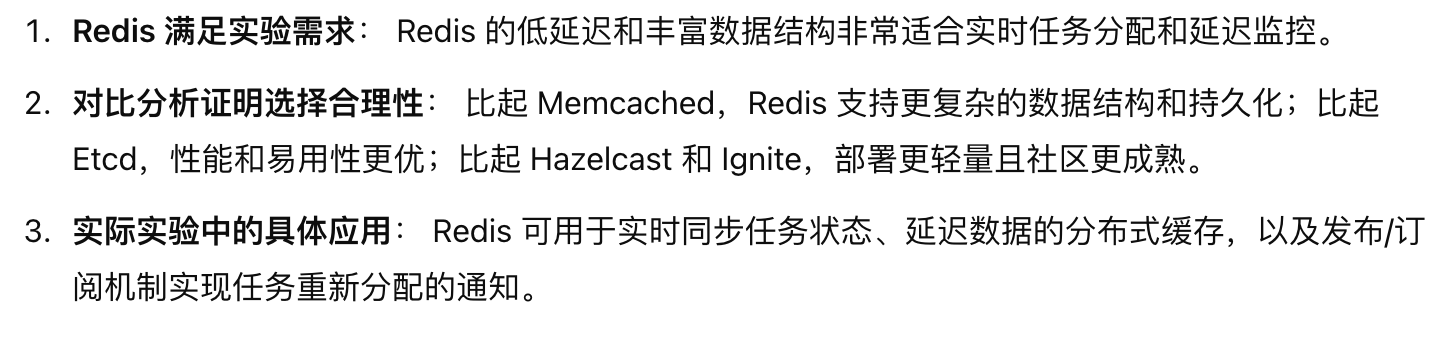 1. Redis 满足实验需求： Redis 的低延迟和丰富数据结构非常适合实时任务分配和延迟监控。
2. 对比分析证明选择合理性： 比起 Memcached，Redis 支持更复杂的数据结构和持久化；比起
Etcd，性能和易用性更优；比起 Hazelcast 和 Ignite，部署更轻量且社区更成熟。
3. 实际实验中的具体应用： Redis 可用于实时同步任务状态、延迟数据的分布式缓存，以及发布/订
阅机制实现任务重新分配的通知。